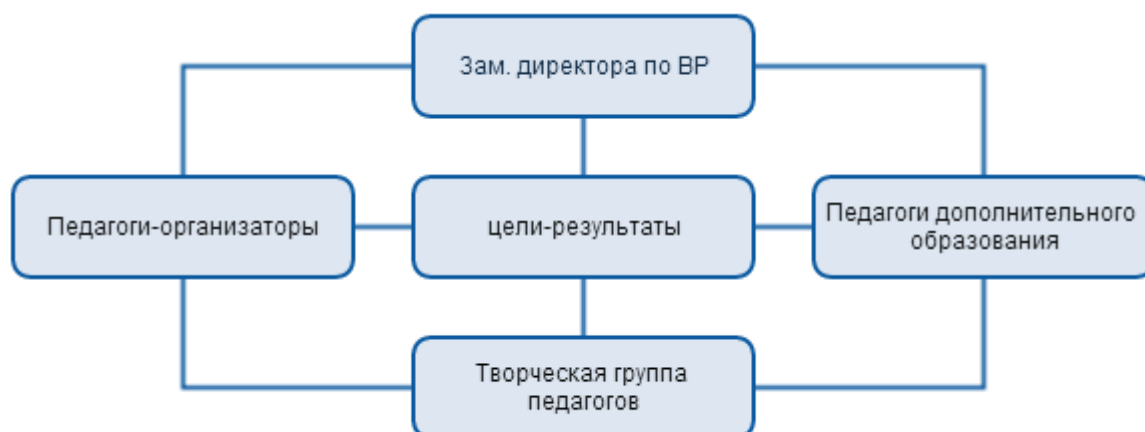 Зам. директора по ВР
Педагоги-организаторы
цели-результаты
Педагоги дополнительного
образования
Творческая группа
педагогов